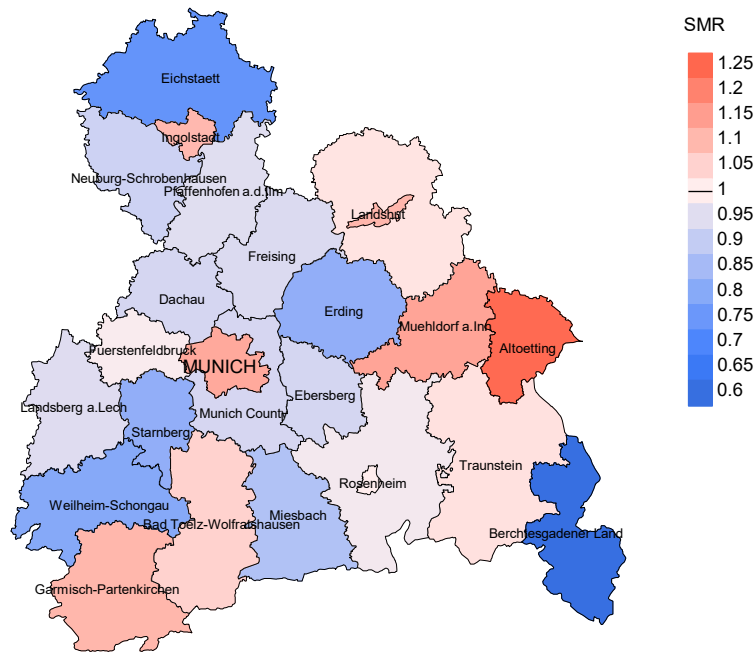 SMR
1.25
1.2
1.15
1.1
1.05
1
0.95
0.9
0.85
0.8
0.75
0.7
0.65
0.6
Eichstaett
Ingolstadt
Neuburg-Schrobenhausen
Pfaffenhofen a.d.Ilm
Landshut
Freising
Dachau
Erding
Muehldorf a.Inn
Altoetting
Fuerstenfeldbruck
MUNICH
Ebersberg
Landsberg a.Lech
Munich County
Starnberg
Traunstein
Rosenheim
Weilheim-Schongau
Miesbach
Bad Toelz-Wolfratshausen
Berchtesgadener Land
Garmisch-Partenkirchen